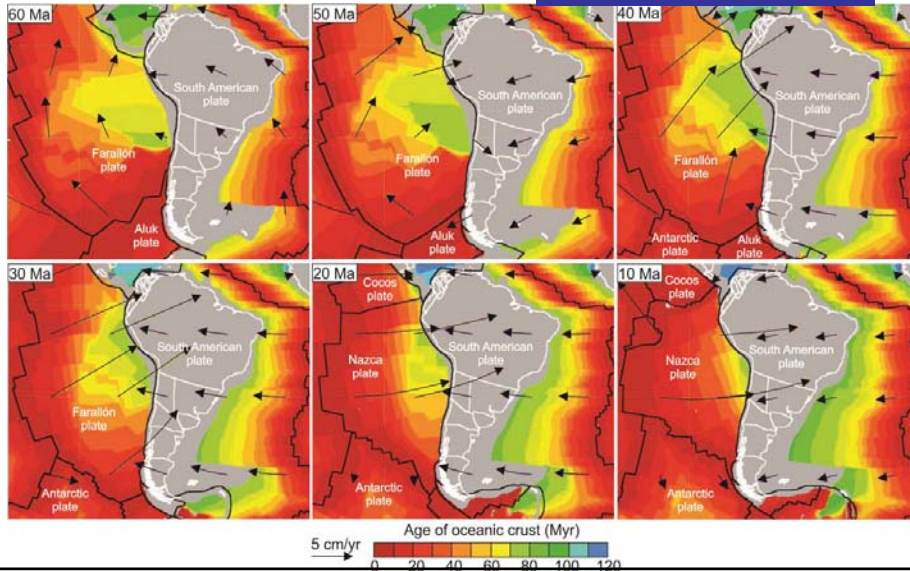 60 Ma
South American
plate
Farallón
plate
Aluk
plate
50 Ma
South American
plate
Farallón
plate
Aluk
plate
40 Ma
South American
plate
Farallón
plate
Antarctic
plate
Aluk
plate
30 Ma
South American
plate
Farallón
plate
Antarctic
plate
20 Ma
Cocos
plate
South American
plate
Nazca
plate
Antarctic
plate
10 Ma
Cocos
plate
South American
plate
Nazca
plate
Antarctic
plate
5 cm/yr
Age of oceanic crust (Myr)
0 20 40 60 80 100 120